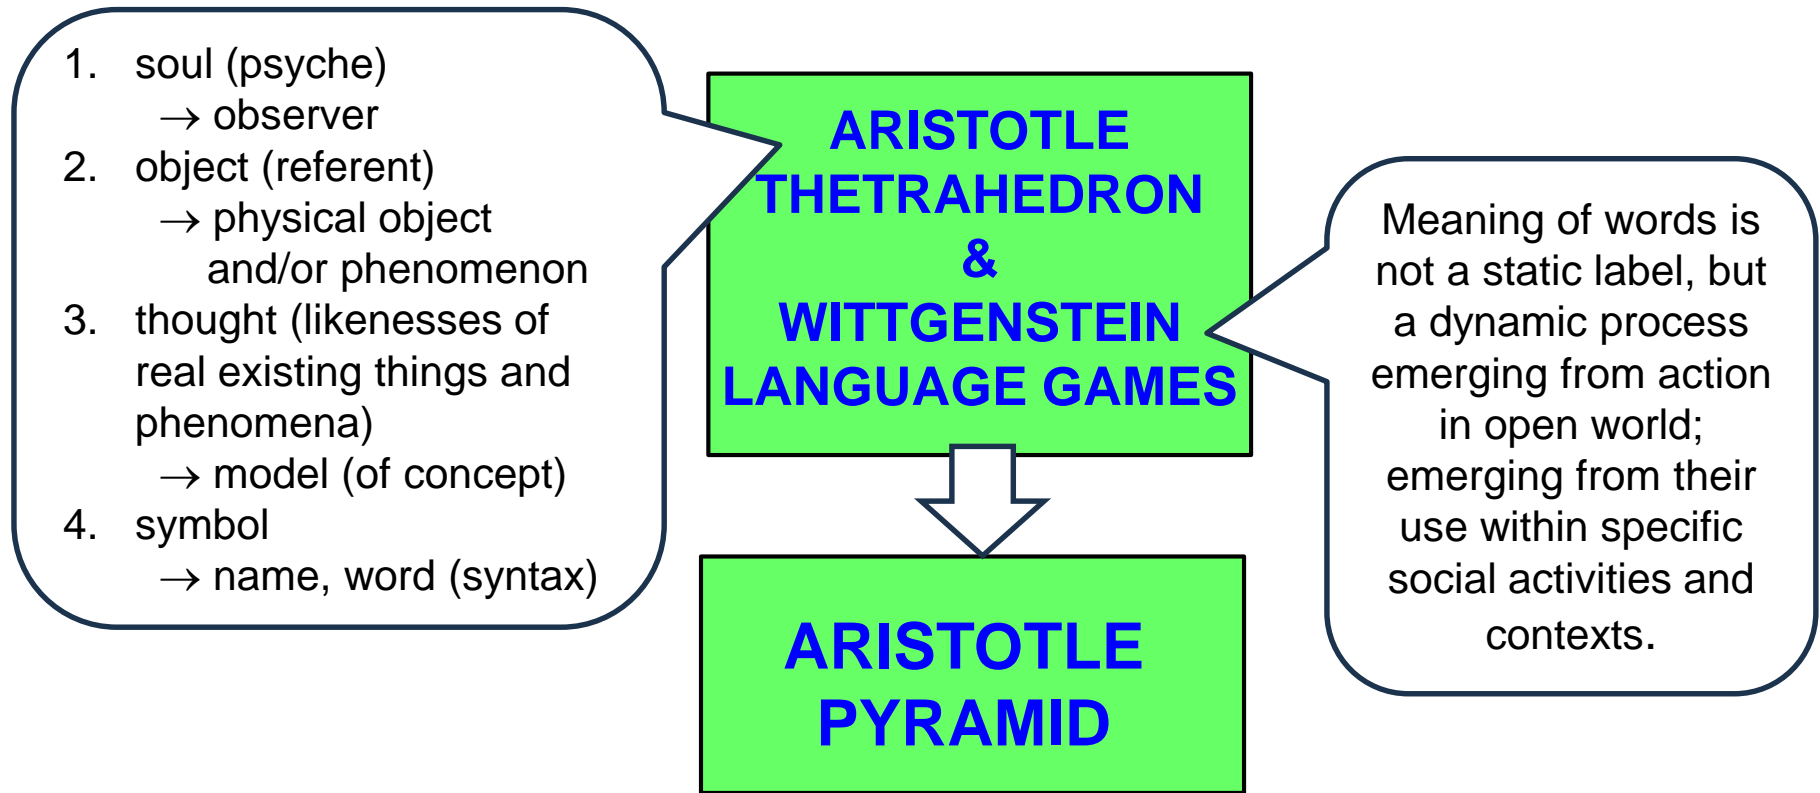 1. soul (psyche)
→ observer
2. object (referent)
→ physical object
and/or phenomenon
3. thought (likenesses of
real existing things and
phenomena)
→ model (of concept)
4. symbol
→ name, word (syntax)
ARISTOTLE
THETRAHEDRON
&
WITTGENSTEIN
LANGUAGE GAMES
Meaning of words is
not a static label, but
a dynamic process
emerging from action
in open world;
emerging from their
use within specific
social activities and
contexts.
ARISTOTLE
PYRAMID